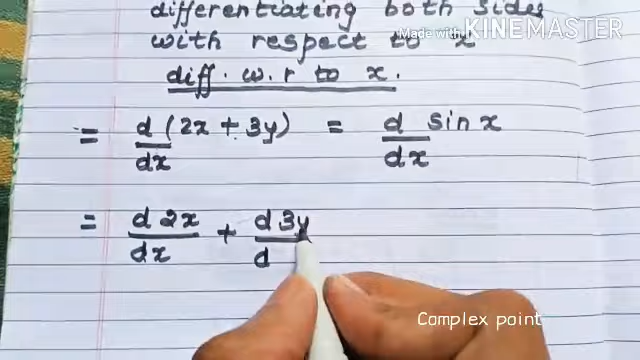 differentiating both sides
Made with KINEMASTER
with respect to x
diff. w.r to x.
= d/dx (2x + 3y) = d/dx sin x
= d 2x/dx + d 3y/d
Complex point